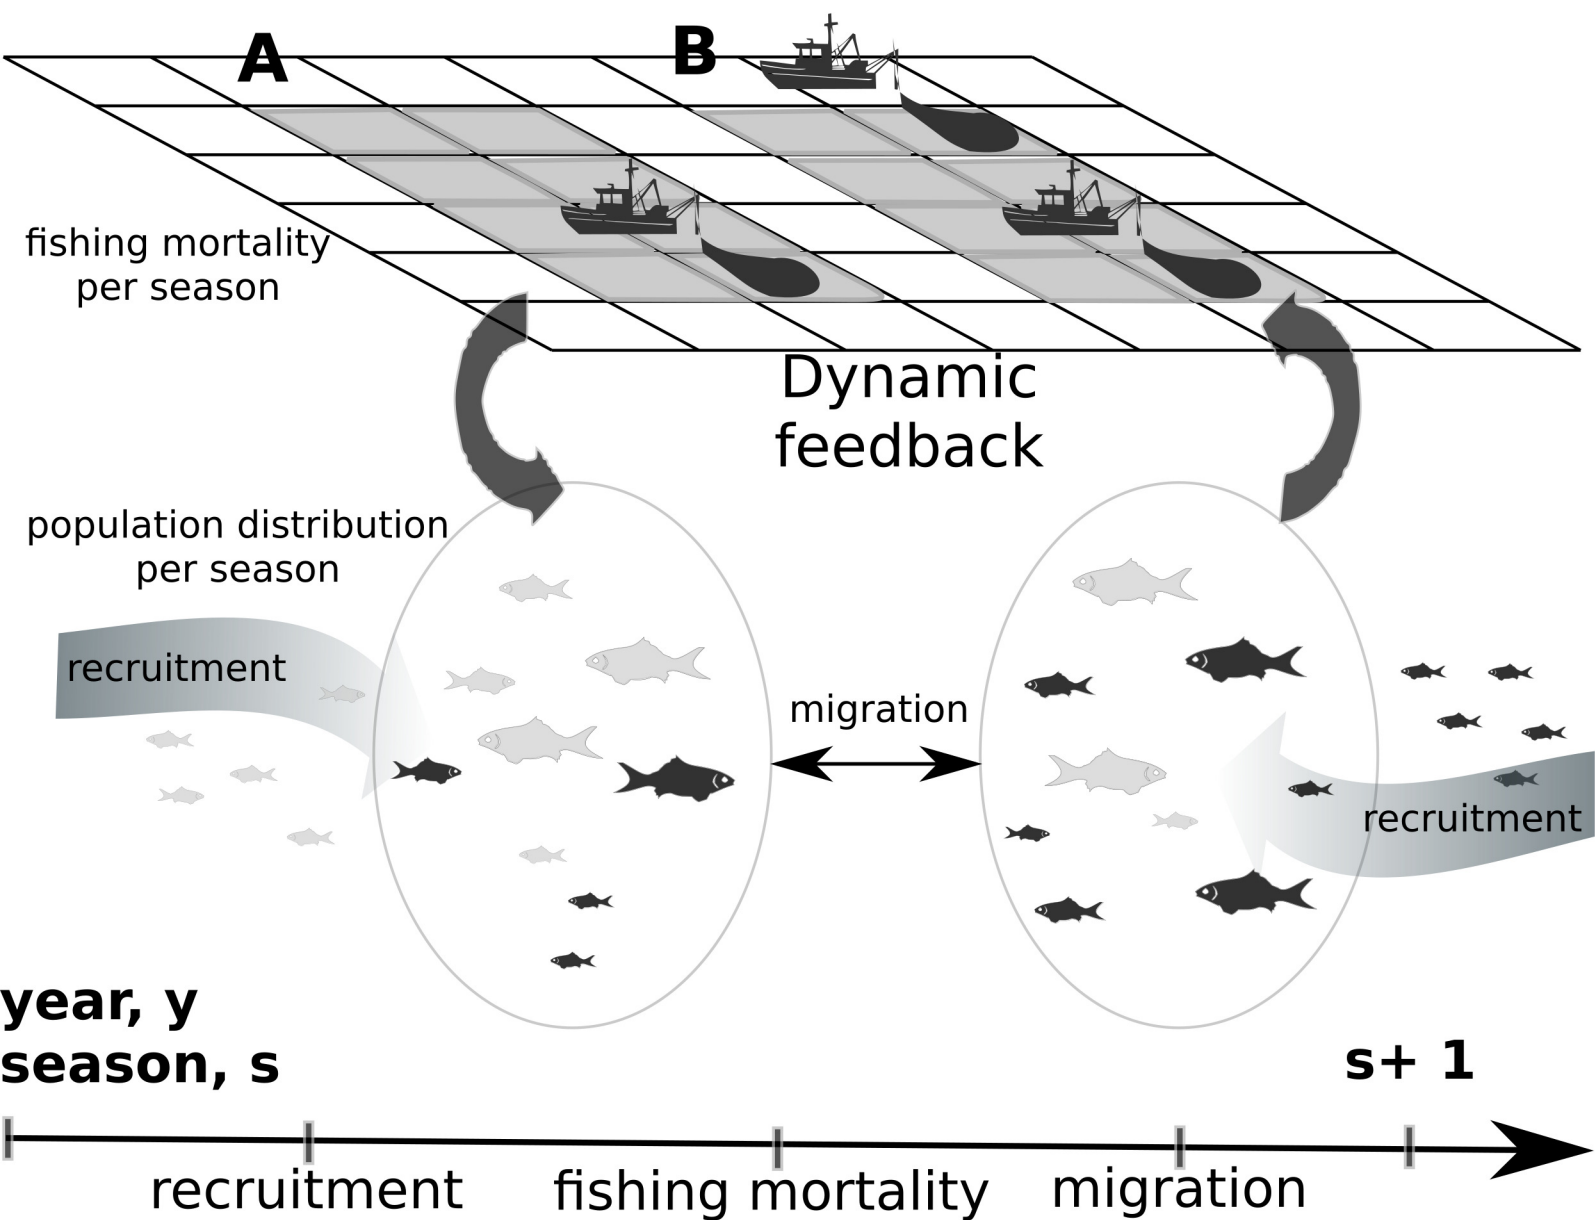 A
B
fishing mortality
per season
Dynamic
feedback
population distribution
per season
recruitment
migration
recruitment
year, y
season, s
s+ 1
recruitment
fishing mortality
migration